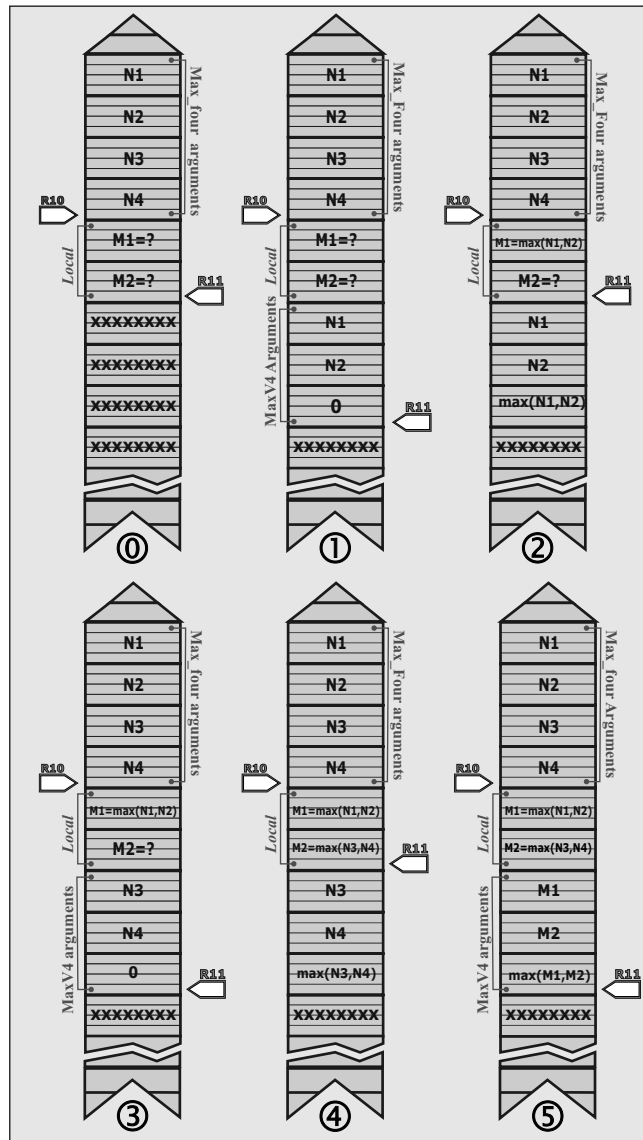 N1
N2
N3
N4
Max_four arguments
R10
M1=?
M2=?
Local
R11
XXXXXXXX
XXXXXXXX
XXXXXXXX
XXXXXXXX
0
N1
N2
N3
N4
Max_Four arguments
R10
M1=?
M2=?
Local
N1
N2
0
MaxV4 Arguments
R11
XXXXXXXX
1
N1
N2
N3
N4
Max_Four arguments
R10
M1=max(N1,N2)
M2=?
Local
R11
N1
N2
max(N1,N2)
XXXXXXXX
2
N1
N2
N3
N4
Max_four arguments
R10
M1=max(N1,N2)
M2=?
Local
N3
N4
0
MaxV4 arguments
R11
XXXXXXXX
3
N1
N2
N3
N4
Max_Four arguments
R10
M1=max(N1,N2)
M2=max(N3,N4)
Local
R11
N3
N4
max(N3,N4)
XXXXXXXX
4
N1
N2
N3
N4
Max_four Arguments
R10
M1=max(N1,N2)
M2=max(N3,N4)
Local
M1
M2
max(M1,M2)
MaxV4 arguments
R11
XXXXXXXX
5